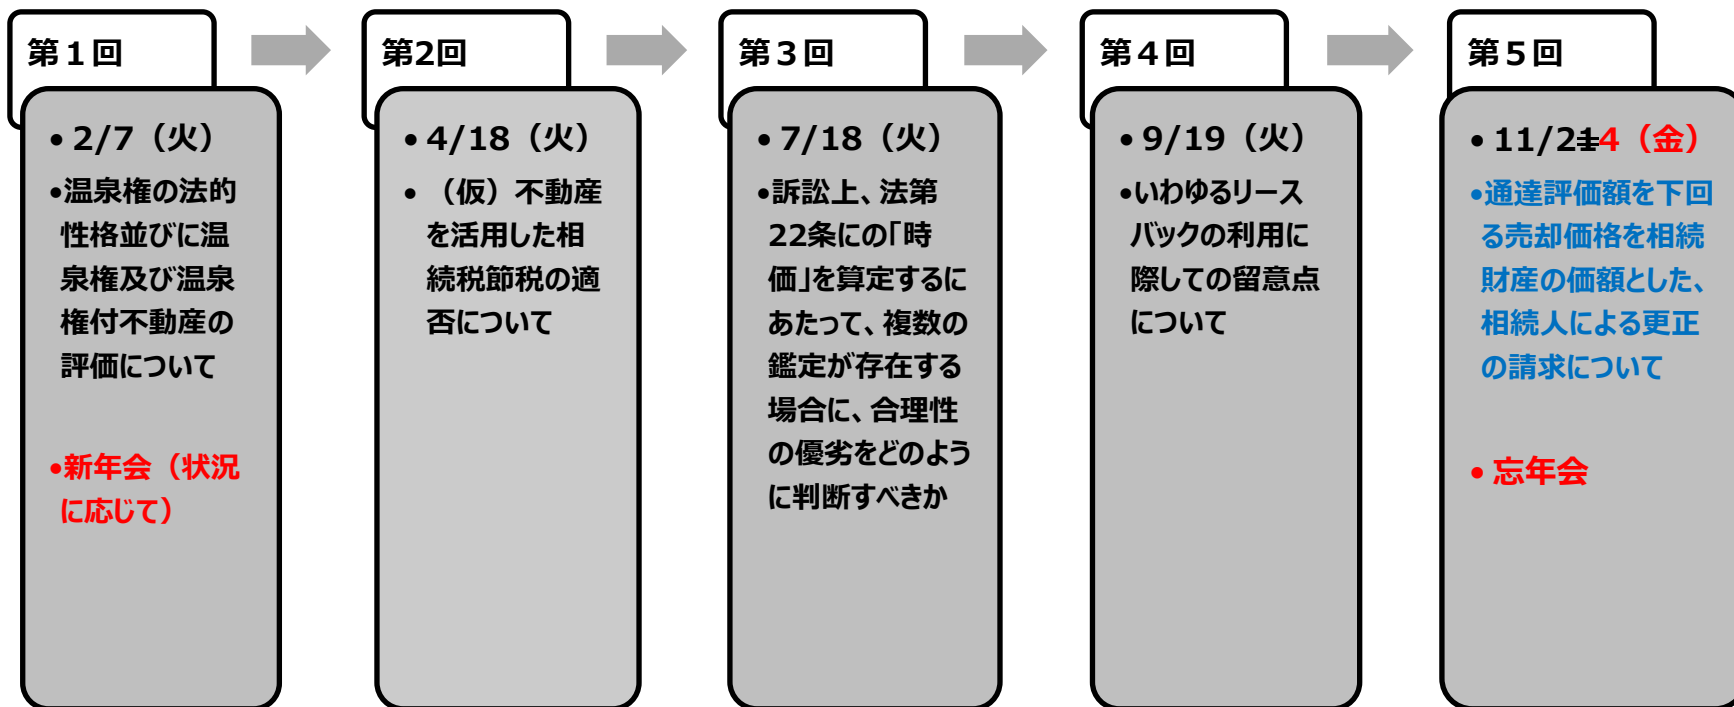 第１回
• 2/7（火）
•温泉権の法的
性格並びに温
泉権及び温泉
権付不動産の
評価について
•新年会（状況
に応じて）
第2回
• 4/18（火）
• （仮）不動産
を活用した相
続税節税の適
否について
第３回
• 7/18（火）
•訴訟上、法第
22条にの「時
価」を算定するに
あたって、複数の
鑑定が存在する
場合に、合理性
の優劣をどのよう
に判断すべきか
第４回
• 9/19（火）
•いわゆるリース
バックの利用に
際しての留意点
について
第５回
• 11/214（金）
•通達評価額を下回
る売却価格を相続
財産の価額とした、
相続人による更正
の請求について
• 忘年会